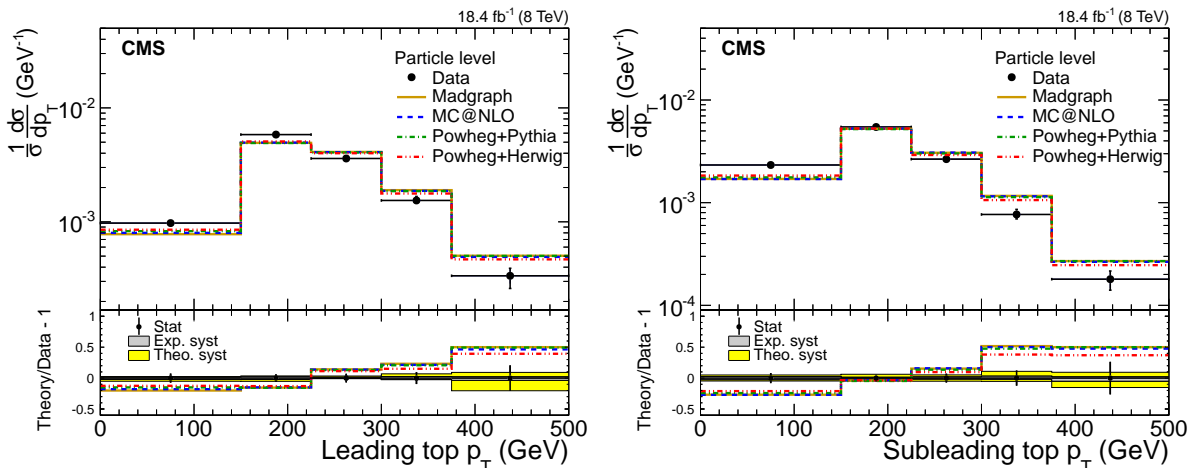 18.4 fb⁻¹ (8 TeV)
CMS
Particle level
Data
Madgraph
MC@NLO
Powheg+Pythia
Powheg+Herwig
1/σ dσ/dp_T (GeV⁻¹)
10⁻²
10⁻³
Stat
Exp. syst
Theo. syst
Theory/Data - 1
1
0.5
0
-0.5
0 100 200 300 400 500
Leading top p_T (GeV)
18.4 fb⁻¹ (8 TeV)
CMS
Particle level
Data
Madgraph
MC@NLO
Powheg+Pythia
Powheg+Herwig
1/σ dσ/dp_T (GeV⁻¹)
10⁻²
10⁻³
10⁻⁴
Stat
Exp. syst
Theo. syst
Theory/Data - 1
1
0.5
0
-0.5
0 100 200 300 400 500
Subleading top p_T (GeV)